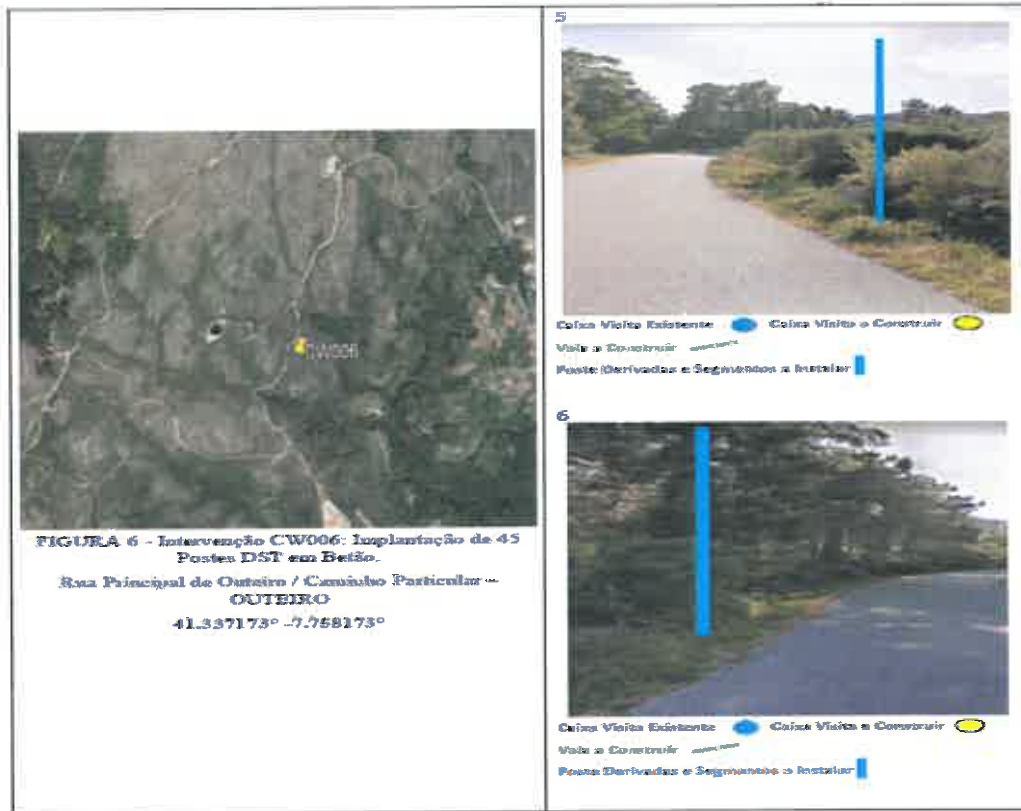 CW006
FIGURA 6 - Intervenção CW006: Implantação de 45
Postes DST em Betão.
Rua Principal de Outeiro / Caminho Particular –
OUTEIRO
41.337173° -7.758173°
5
Caixa Visita Existente Caixa Visita a Construir
Vala a Construir
Poste Derivadas e Segmentos a Instalar
6
Caixa Visita Existente Caixa Visita a Construir
Vala a Construir
Poste Derivadas e Segmentos a Instalar